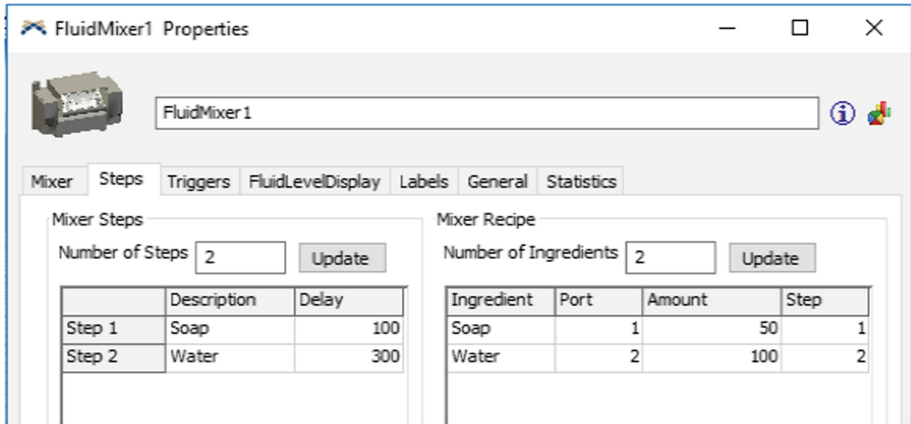 FluidMixer1 Properties
FluidMixer1
Mixer Steps Triggers FluidLevelDisplay Labels General Statistics
Mixer Steps
Number of Steps 2 Update
Description Delay
Step 1 Soap 100
Step 2 Water 300
Mixer Recipe
Number of Ingredients 2 Update
Ingredient Port Amount Step
Soap 1 50 1
Water 2 100 2